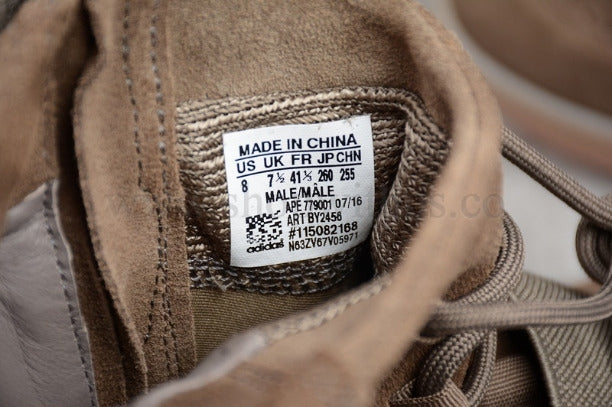 MADE IN CHINA
US UK FR JP CHN
8 7½ 41⅓ 260 255
MALE/MÂLE
APE 779001 07/16
ART BY2456
#115082168
adidas N63ZV67V05971